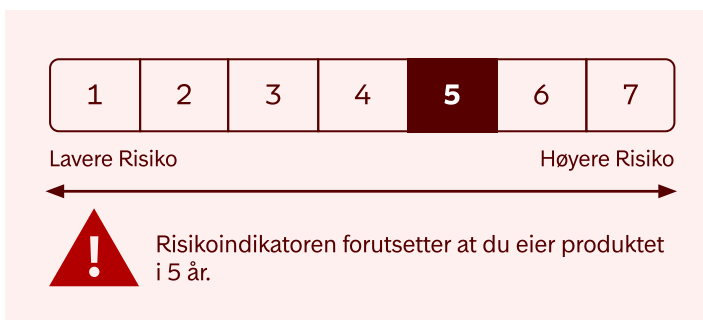 1 2 3 4 5 6 7
Lavere Risiko Høyere Risiko
!
Risikoindikatoren forutsetter at du eier produktet
i 5 år.